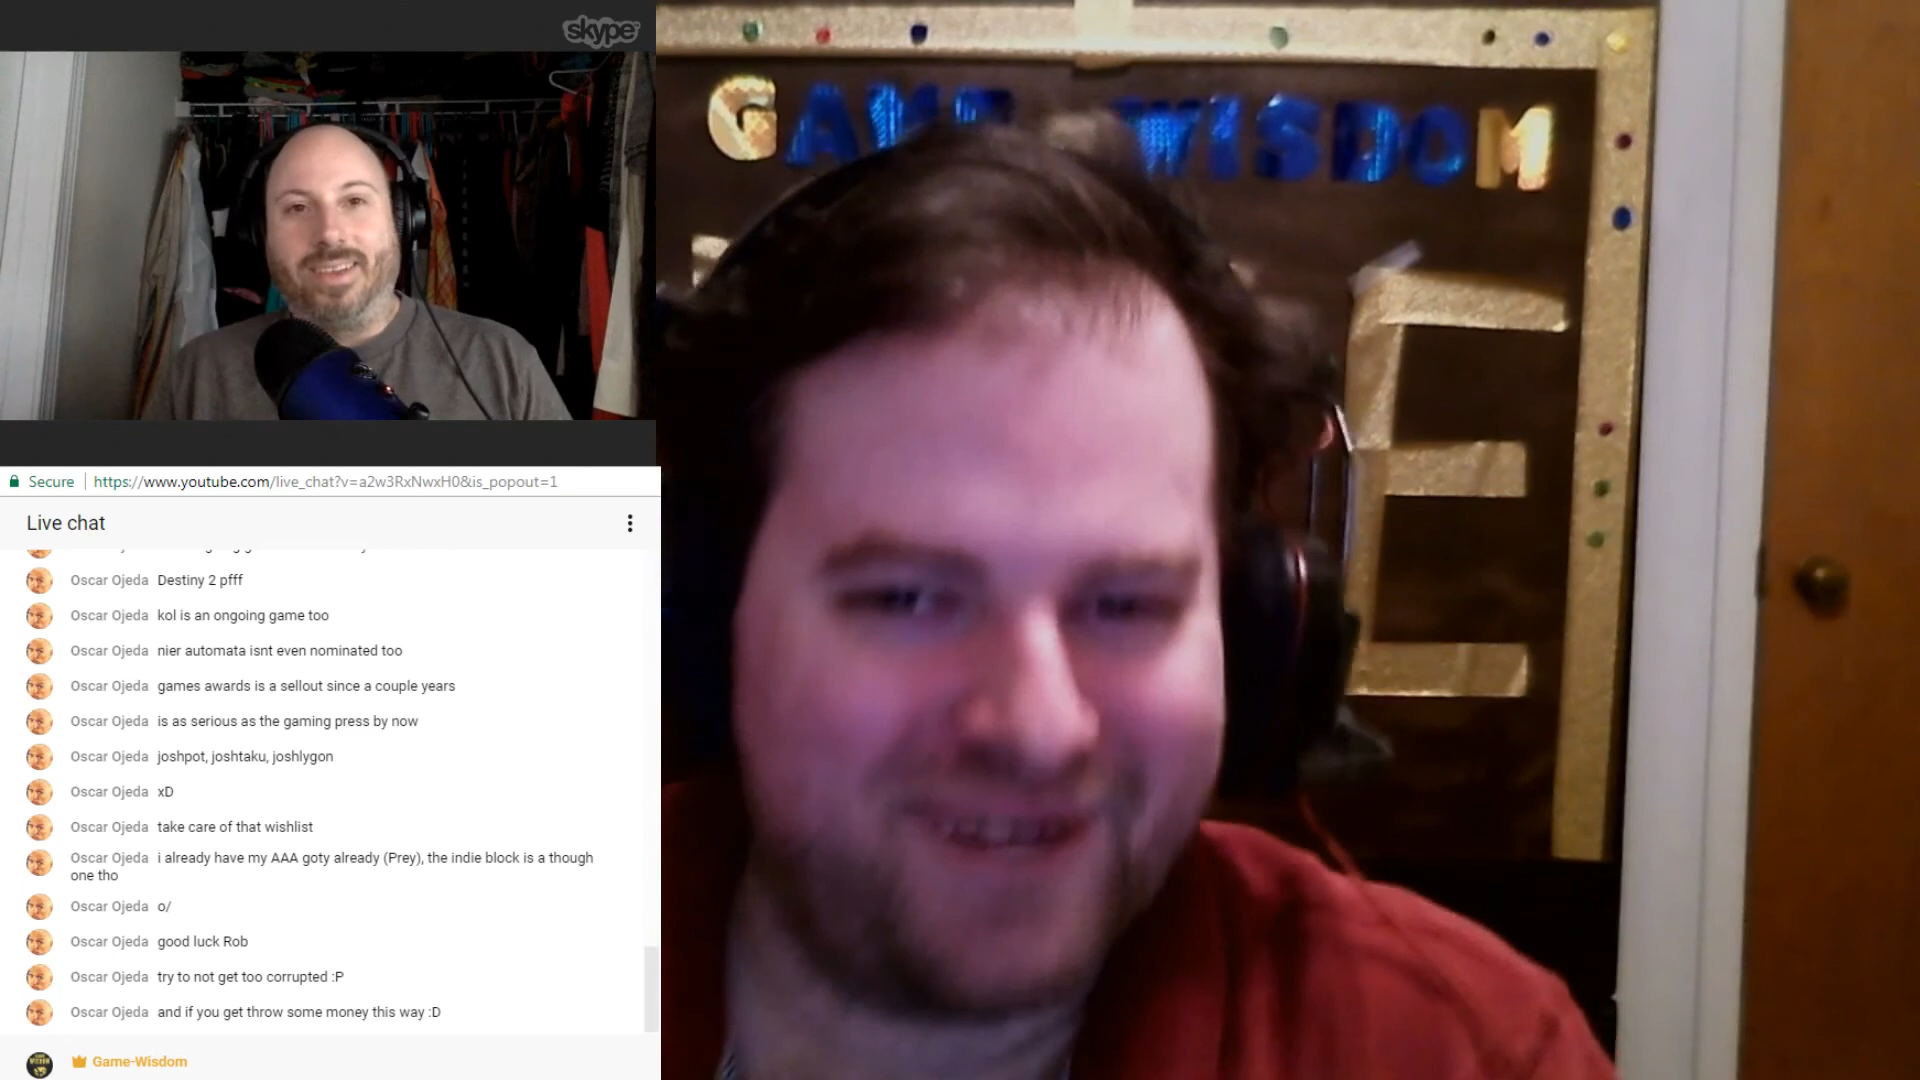 skype
GAME WISDOM
E
Secure
https://www.youtube.com/live_chat?v=a2w3RxNwxH0&is_popout=1
Live chat
Oscar Ojeda Destiny 2 pfff
Oscar Ojeda kol is an ongoing game too
Oscar Ojeda nier automata isnt even nominated too
Oscar Ojeda games awards is a sellout since a couple years
Oscar Ojeda is as serious as the gaming press by now
Oscar Ojeda joshpot, joshtaku, joshlygon
Oscar Ojeda xD
Oscar Ojeda take care of that wishlist
Oscar Ojeda i already have my AAA goty already (Prey), the indie block is a though
one tho
Oscar Ojeda o/
Oscar Ojeda good luck Rob
Oscar Ojeda try to not get too corrupted :P
Oscar Ojeda and if you get throw some money this way :D
Game-Wisdom